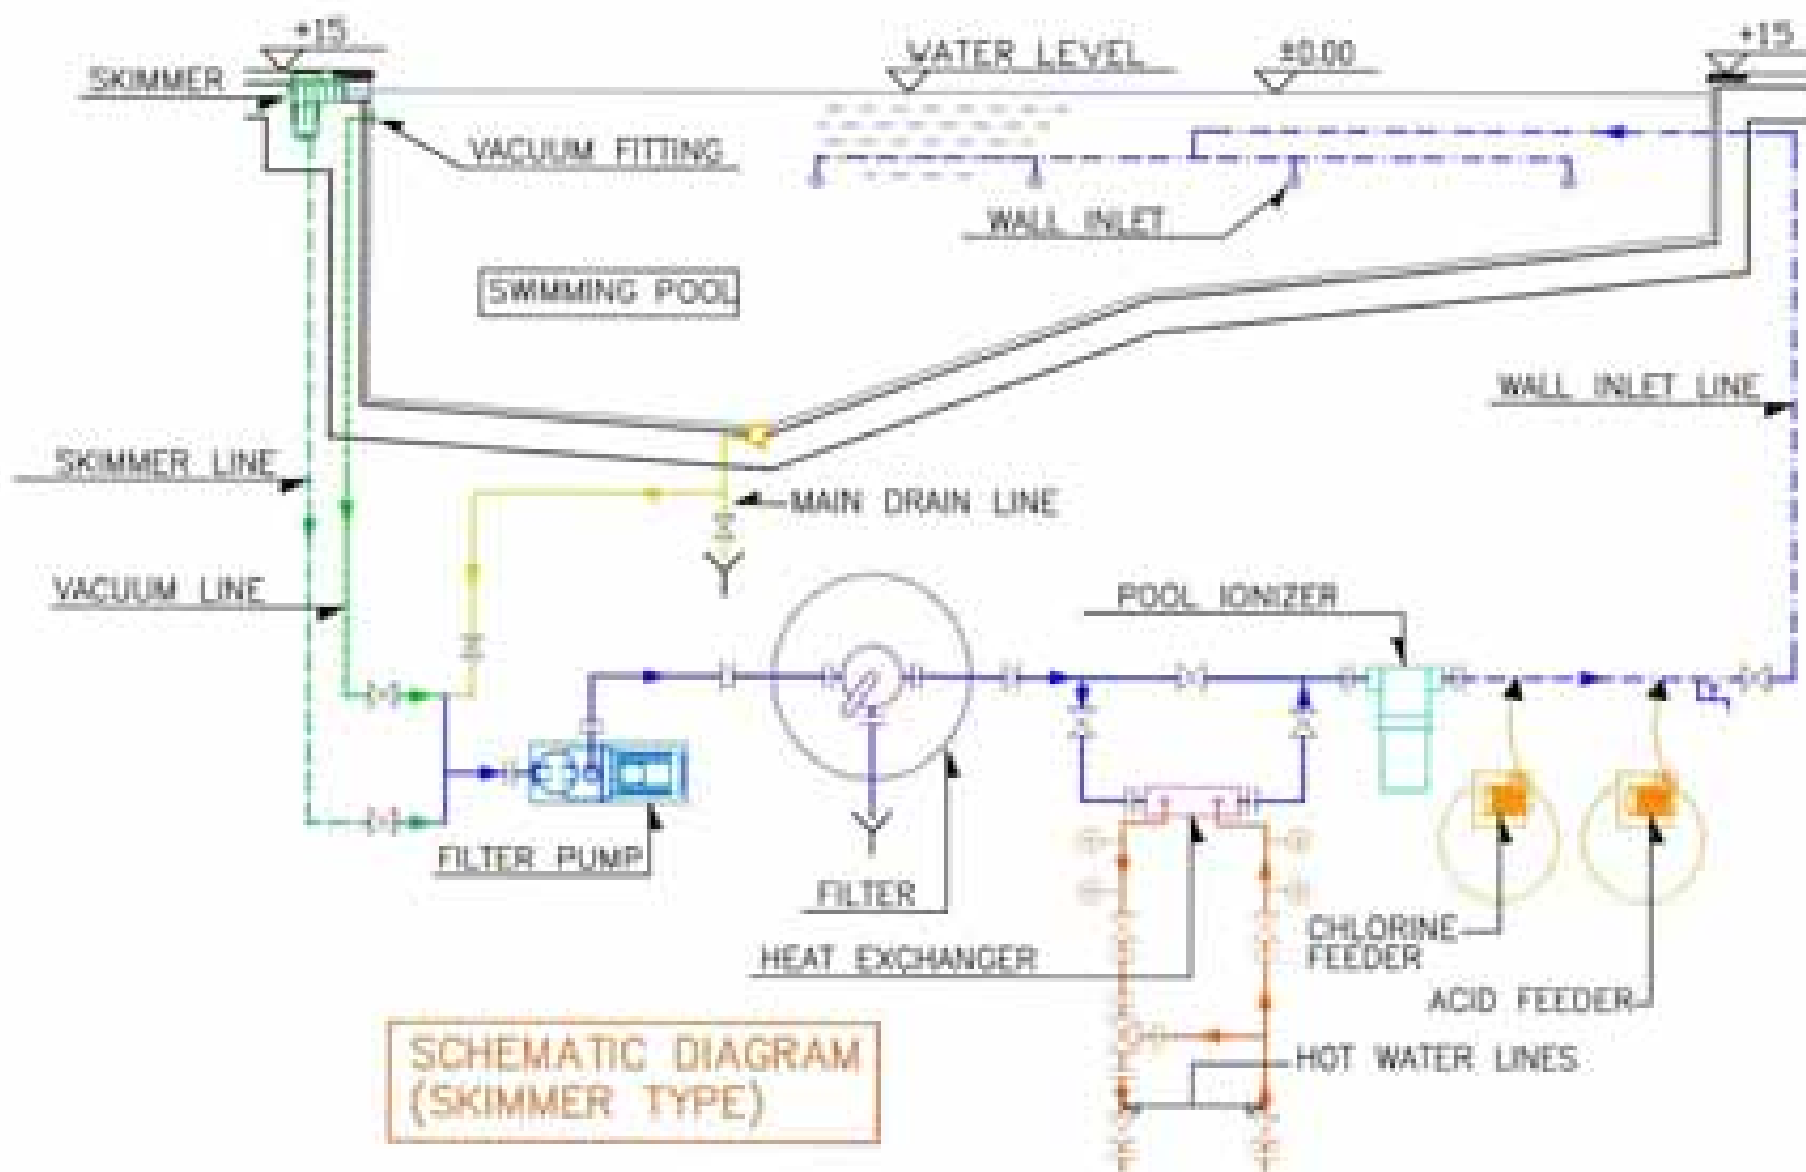 +15
WATER LEVEL
±0.00
+15
SKIMMER
VACUUM FITTING
WALL INLET
SWIMMING POOL
WALL INLET LINE
SKIMMER LINE
MAIN DRAIN LINE
VACUUM LINE
POOL IONIZER
FILTER PUMP
FILTER
CHLORINE
FEEDER
HEAT EXCHANGER
ACID FEEDER
SCHEMATIC DIAGRAM
(SKIMMER TYPE)
HOT WATER LINES